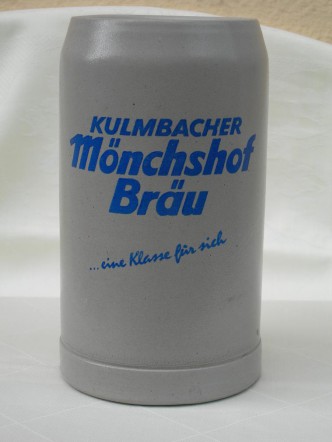 KULMBACHER
Mönchshof
Bräu
...eine Klasse für sich